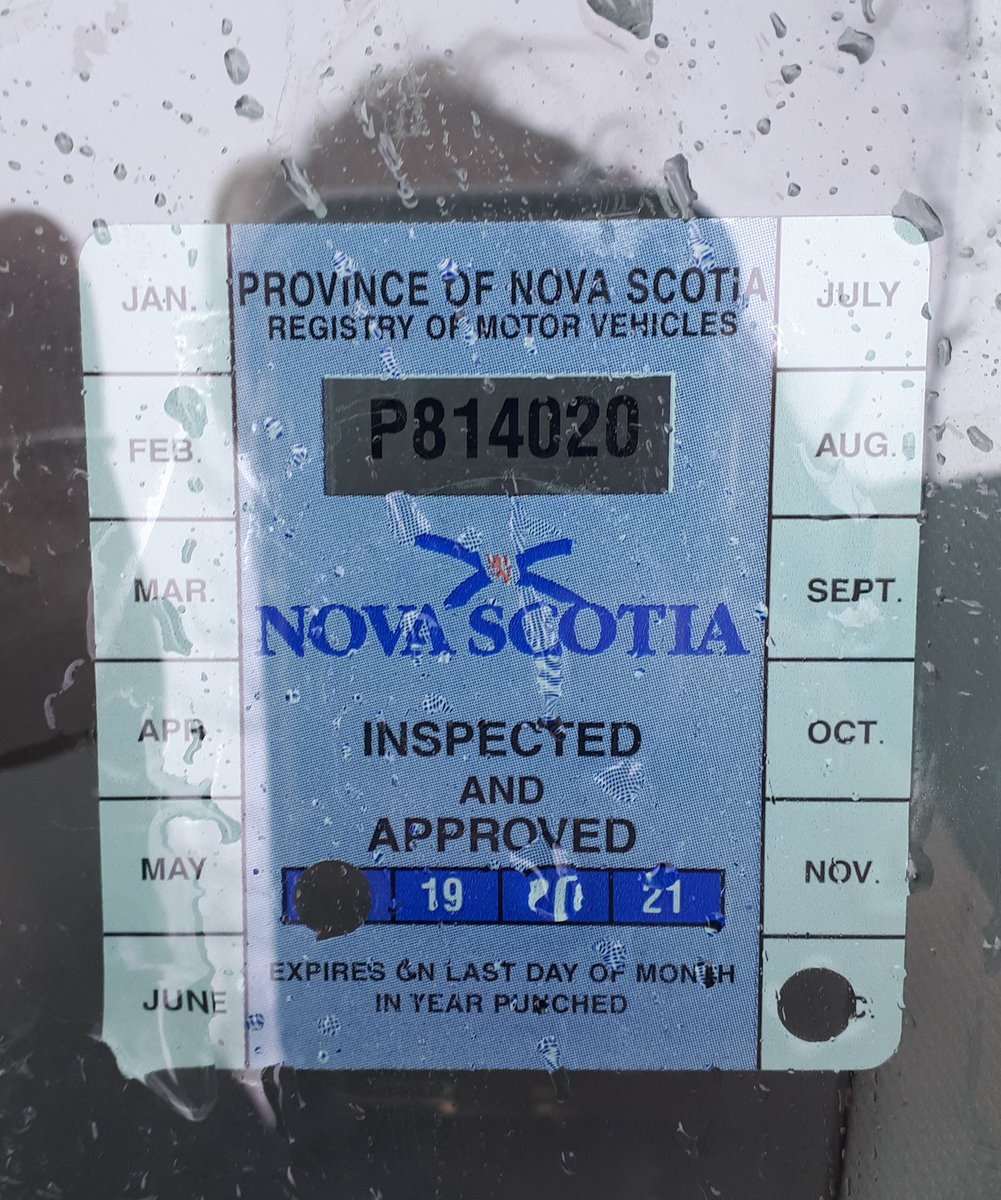 PROVINCE OF NOVA SCOTIA
REGISTRY OF MOTOR VEHICLES
P814020
NOVA SCOTIA
INSPECTED
AND
APPROVED
19 20 21
EXPIRES ON LAST DAY OF MONTH
IN YEAR PUNCHED
JAN.
FEB.
MAR.
APR.
MAY
JUNE
JULY
AUG.
SEPT.
OCT.
NOV.
C.